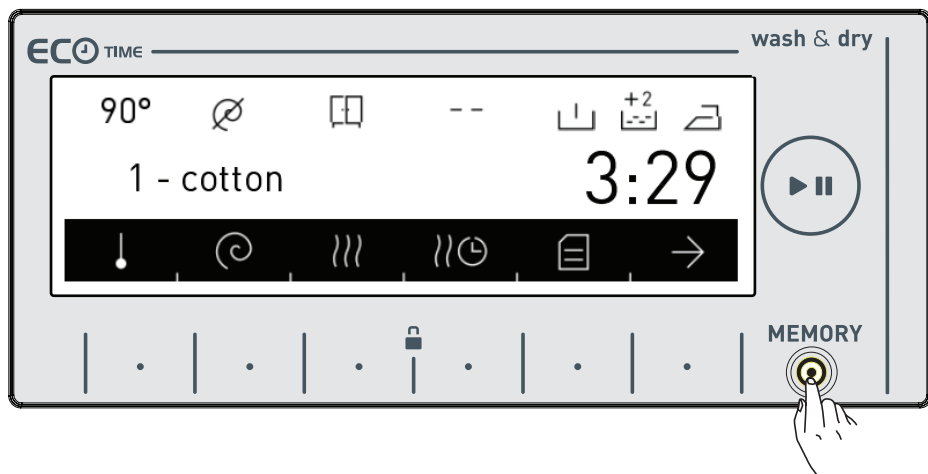 ECO TIME
wash & dry
90° -- +2
1 - cotton 3:29
MEMORY